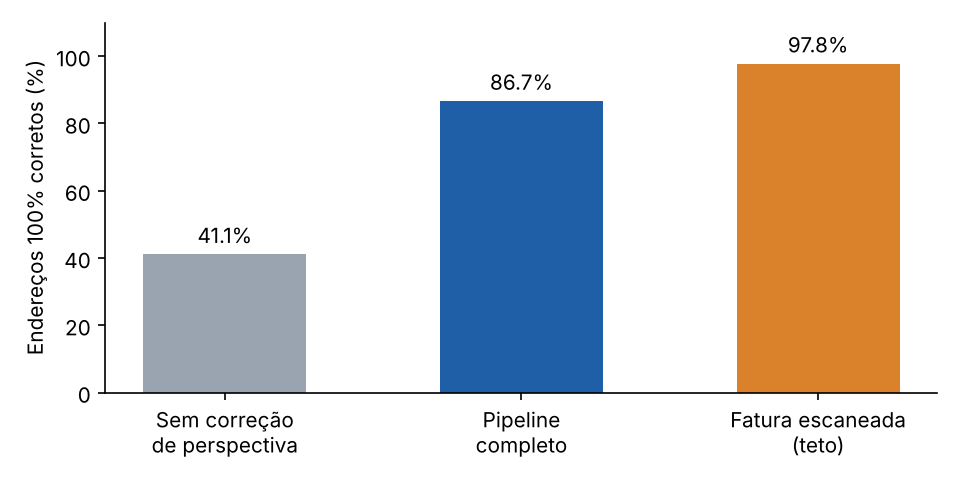 Endereços 100% corretos (%)
100
80
60
40
20
0
41.1%
86.7%
97.8%
Sem correção
de perspectiva
Pipeline
completo
Fatura escaneada
(teto)